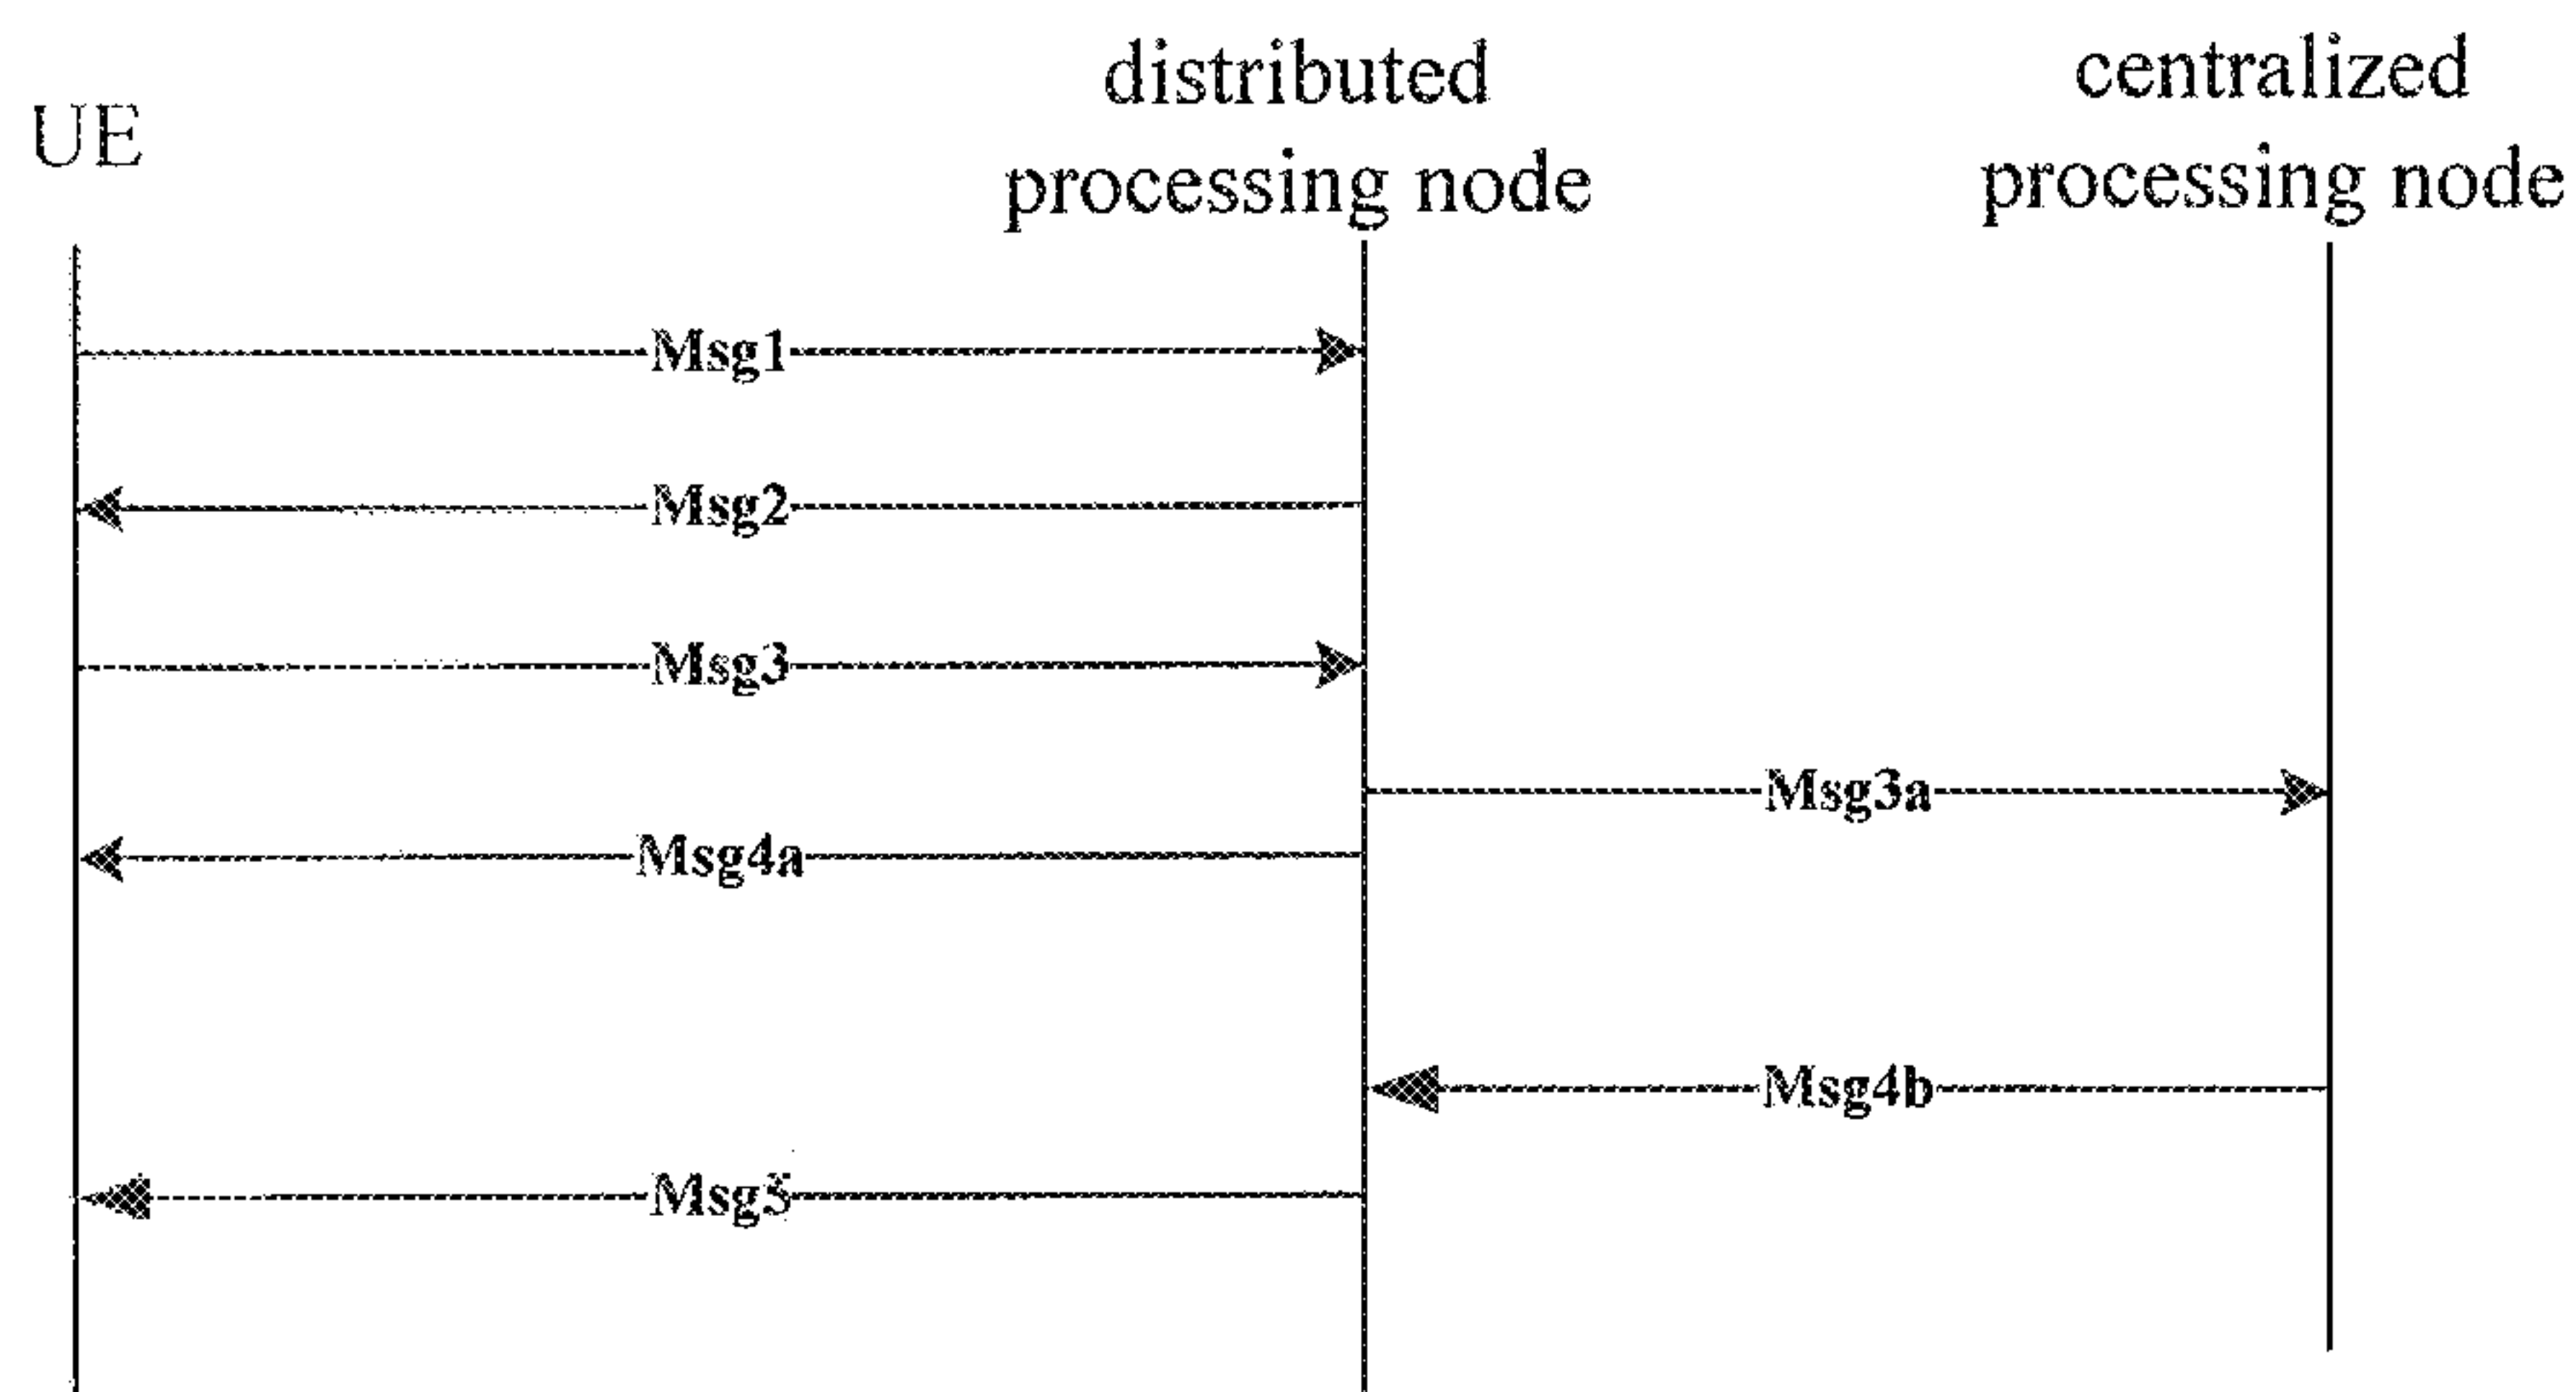 UE
distributed
processing node
centralized
processing node
Msg1
Msg2
Msg3
Msg3a
Msg4a
Msg4b
Msg5